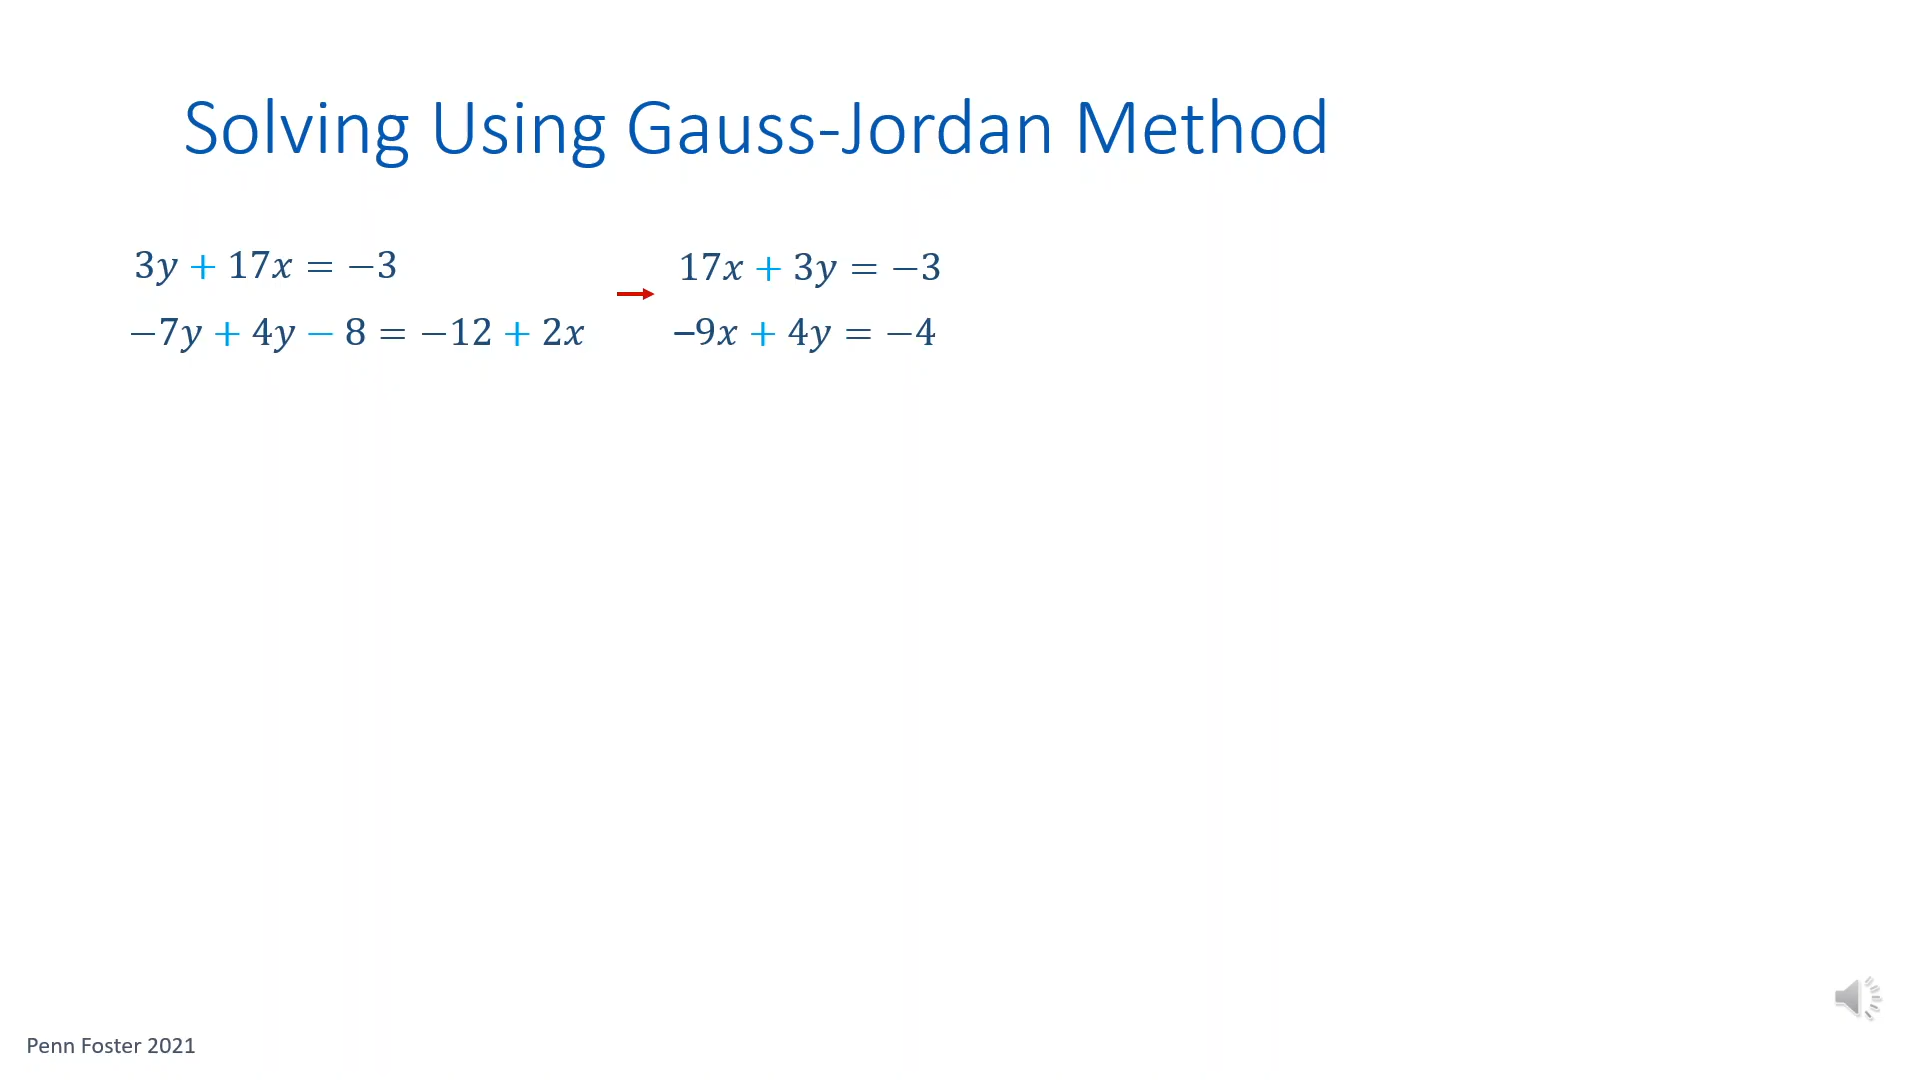 Solving Using Gauss-Jordan Method
3y + 17x = −3
−7y + 4y − 8 = −12 + 2x
17x + 3y = −3
−9x + 4y = −4
Penn Foster 2021